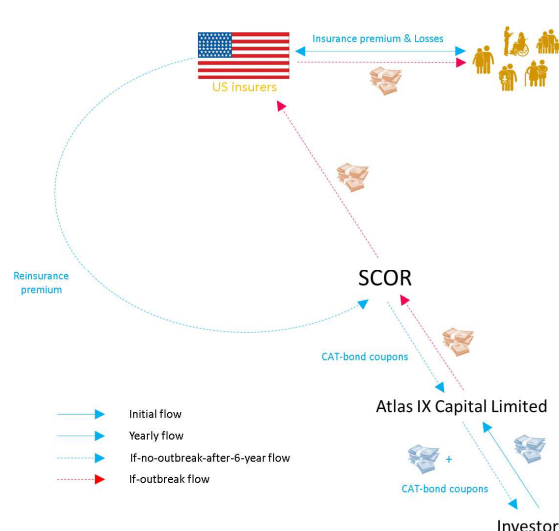 Insurance premium & Losses
US insurers
Reinsurance
premium
SCOR
CAT-bond coupons
Atlas IX Capital Limited
Initial flow
Yearly flow
If-no-outbreak-after-6-year flow
If-outbreak flow
+
CAT-bond coupons
Investor